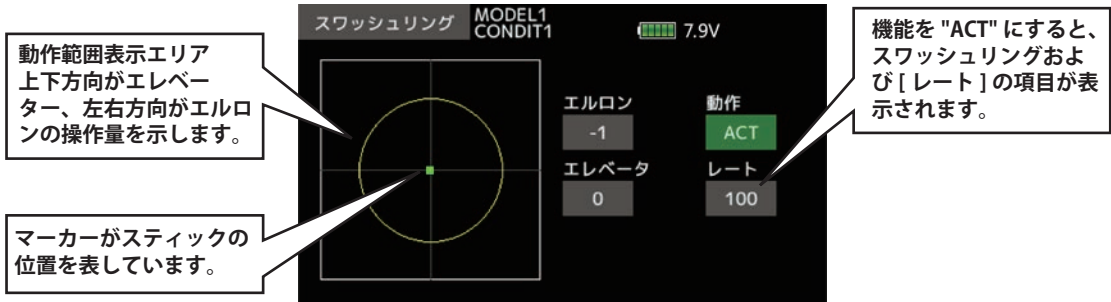 動作範囲表示エリア
上下方向がエレベー
ター、左右方向がエルロ
ンの操作量を示します。
マーカーがスティックの
位置を表しています。
スワッシュリング
MODEL1
CONDIT1
7.9V
エルロン
動作
-1
ACT
エレベータ
レート
0
100
機能を "ACT" にすると、
スワッシュリングおよ
び [ レート ] の項目が表
示されます。